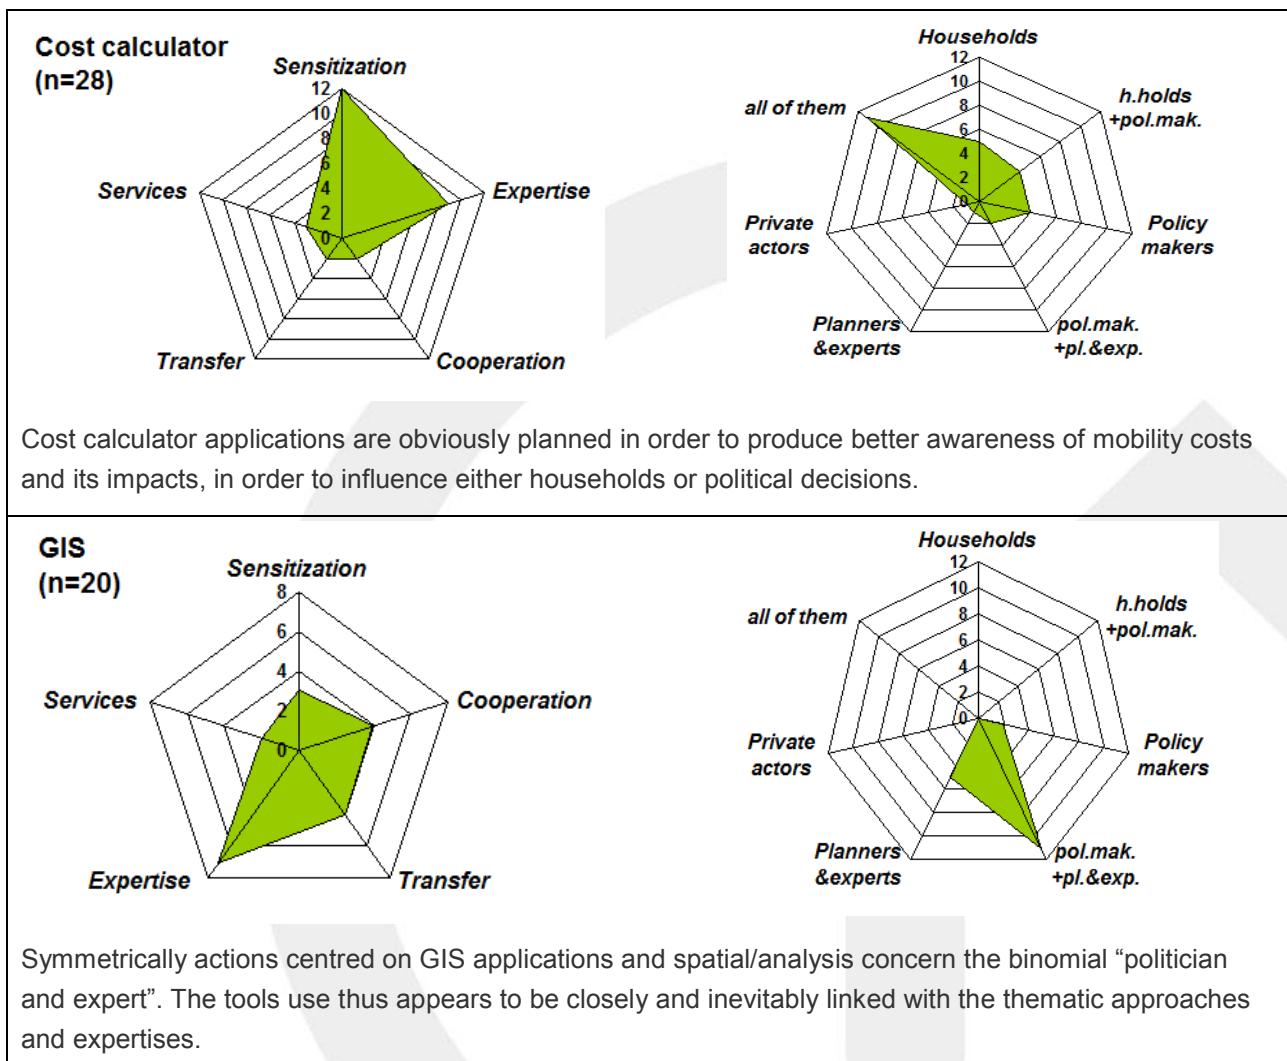 Cost calculator
(n=28)
Sensitization
12
10
8
6
4
2
0
Services
Expertise
Transfer
Cooperation
Households
12
10
8
6
4
2
0
all of them
h.holds
+pol.mak.
Private
actors
Policy
makers
Planners
&experts
pol.mak.
+pl.&exp.
Cost calculator applications are obviously planned in order to produce better awareness of mobility costs
and its impacts, in order to influence either households or political decisions.
GIS
(n=20)
Sensitization
8
6
4
2
0
Services
Cooperation
Expertise
Transfer
Households
12
10
8
6
4
2
0
all of them
h.holds
+pol.mak.
Private
actors
Policy
makers
Planners
&experts
pol.mak.
+pl.&exp.
Symmetrically actions centred on GIS applications and spatial/analysis concern the binomial “politician
and expert”. The tools use thus appears to be closely and inevitably linked with the thematic approaches
and expertises.